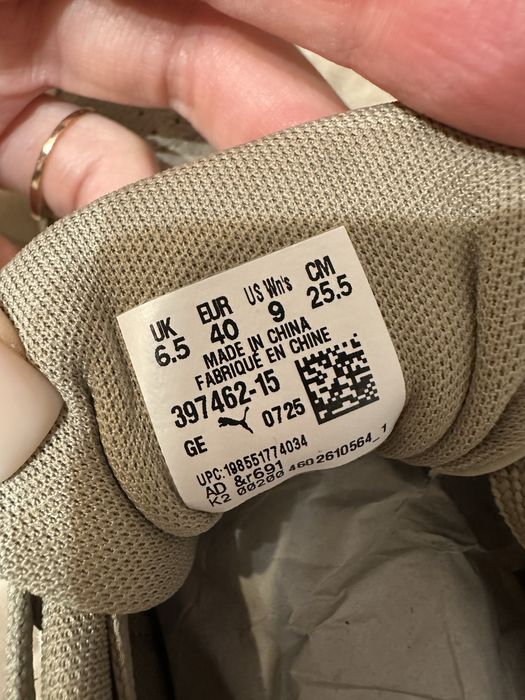 UK EUR US Wn's CM
6.5 40 9 25.5
MADE IN CHINA
FABRIQUÉ EN CHINE
397462-15
0725
GE
UPC:198551774034
AD &r691
K2 00200 460 2610564_1